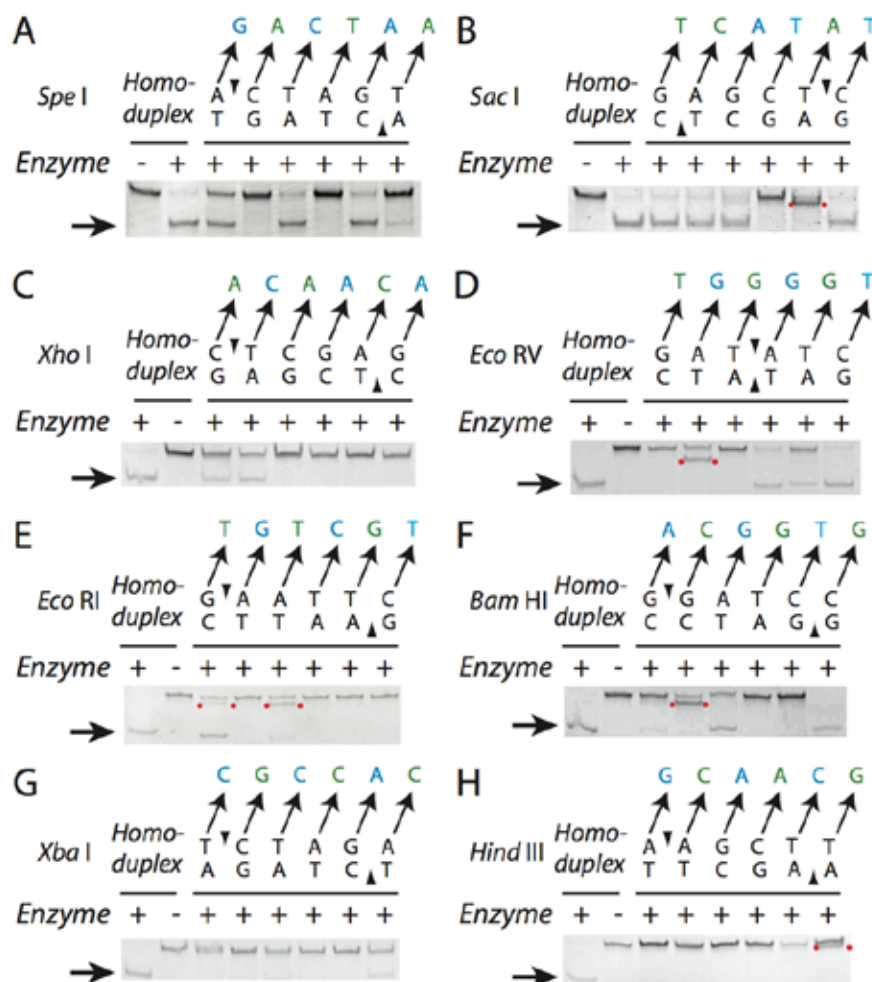 A
G A C T A A
Spe I
Homo-
duplex
A C T A G T
T G A T C A
Enzyme - + + + + + + +
B
T C A T A T
Sac I
Homo-
duplex
G A G C T C
C T C G A G
Enzyme - + + + + + + +
C
A C A A C A
Xho I
Homo-
duplex
C T C G A G
G A G C T C
Enzyme + - + + + + + +
D
T G G G G T
Eco RV
Homo-
duplex
G A T A T C
C T A T A G
Enzyme + - + + + + + +
E
T G T C G T
Eco RI
Homo-
duplex
G A A T T C
C T T A A G
Enzyme + - + + + + + +
F
A C G G T G
Bam HI
Homo-
duplex
G G A T C C
C C T A G G
Enzyme + - + + + + + +
G
C G C C A C
Xba I
Homo-
duplex
T C T A G A
A G A T C T
Enzyme + - + + + + + +
H
G C A A C G
Hind III
Homo-
duplex
A A G C T T
T T C G A A
Enzyme + - + + + + + +